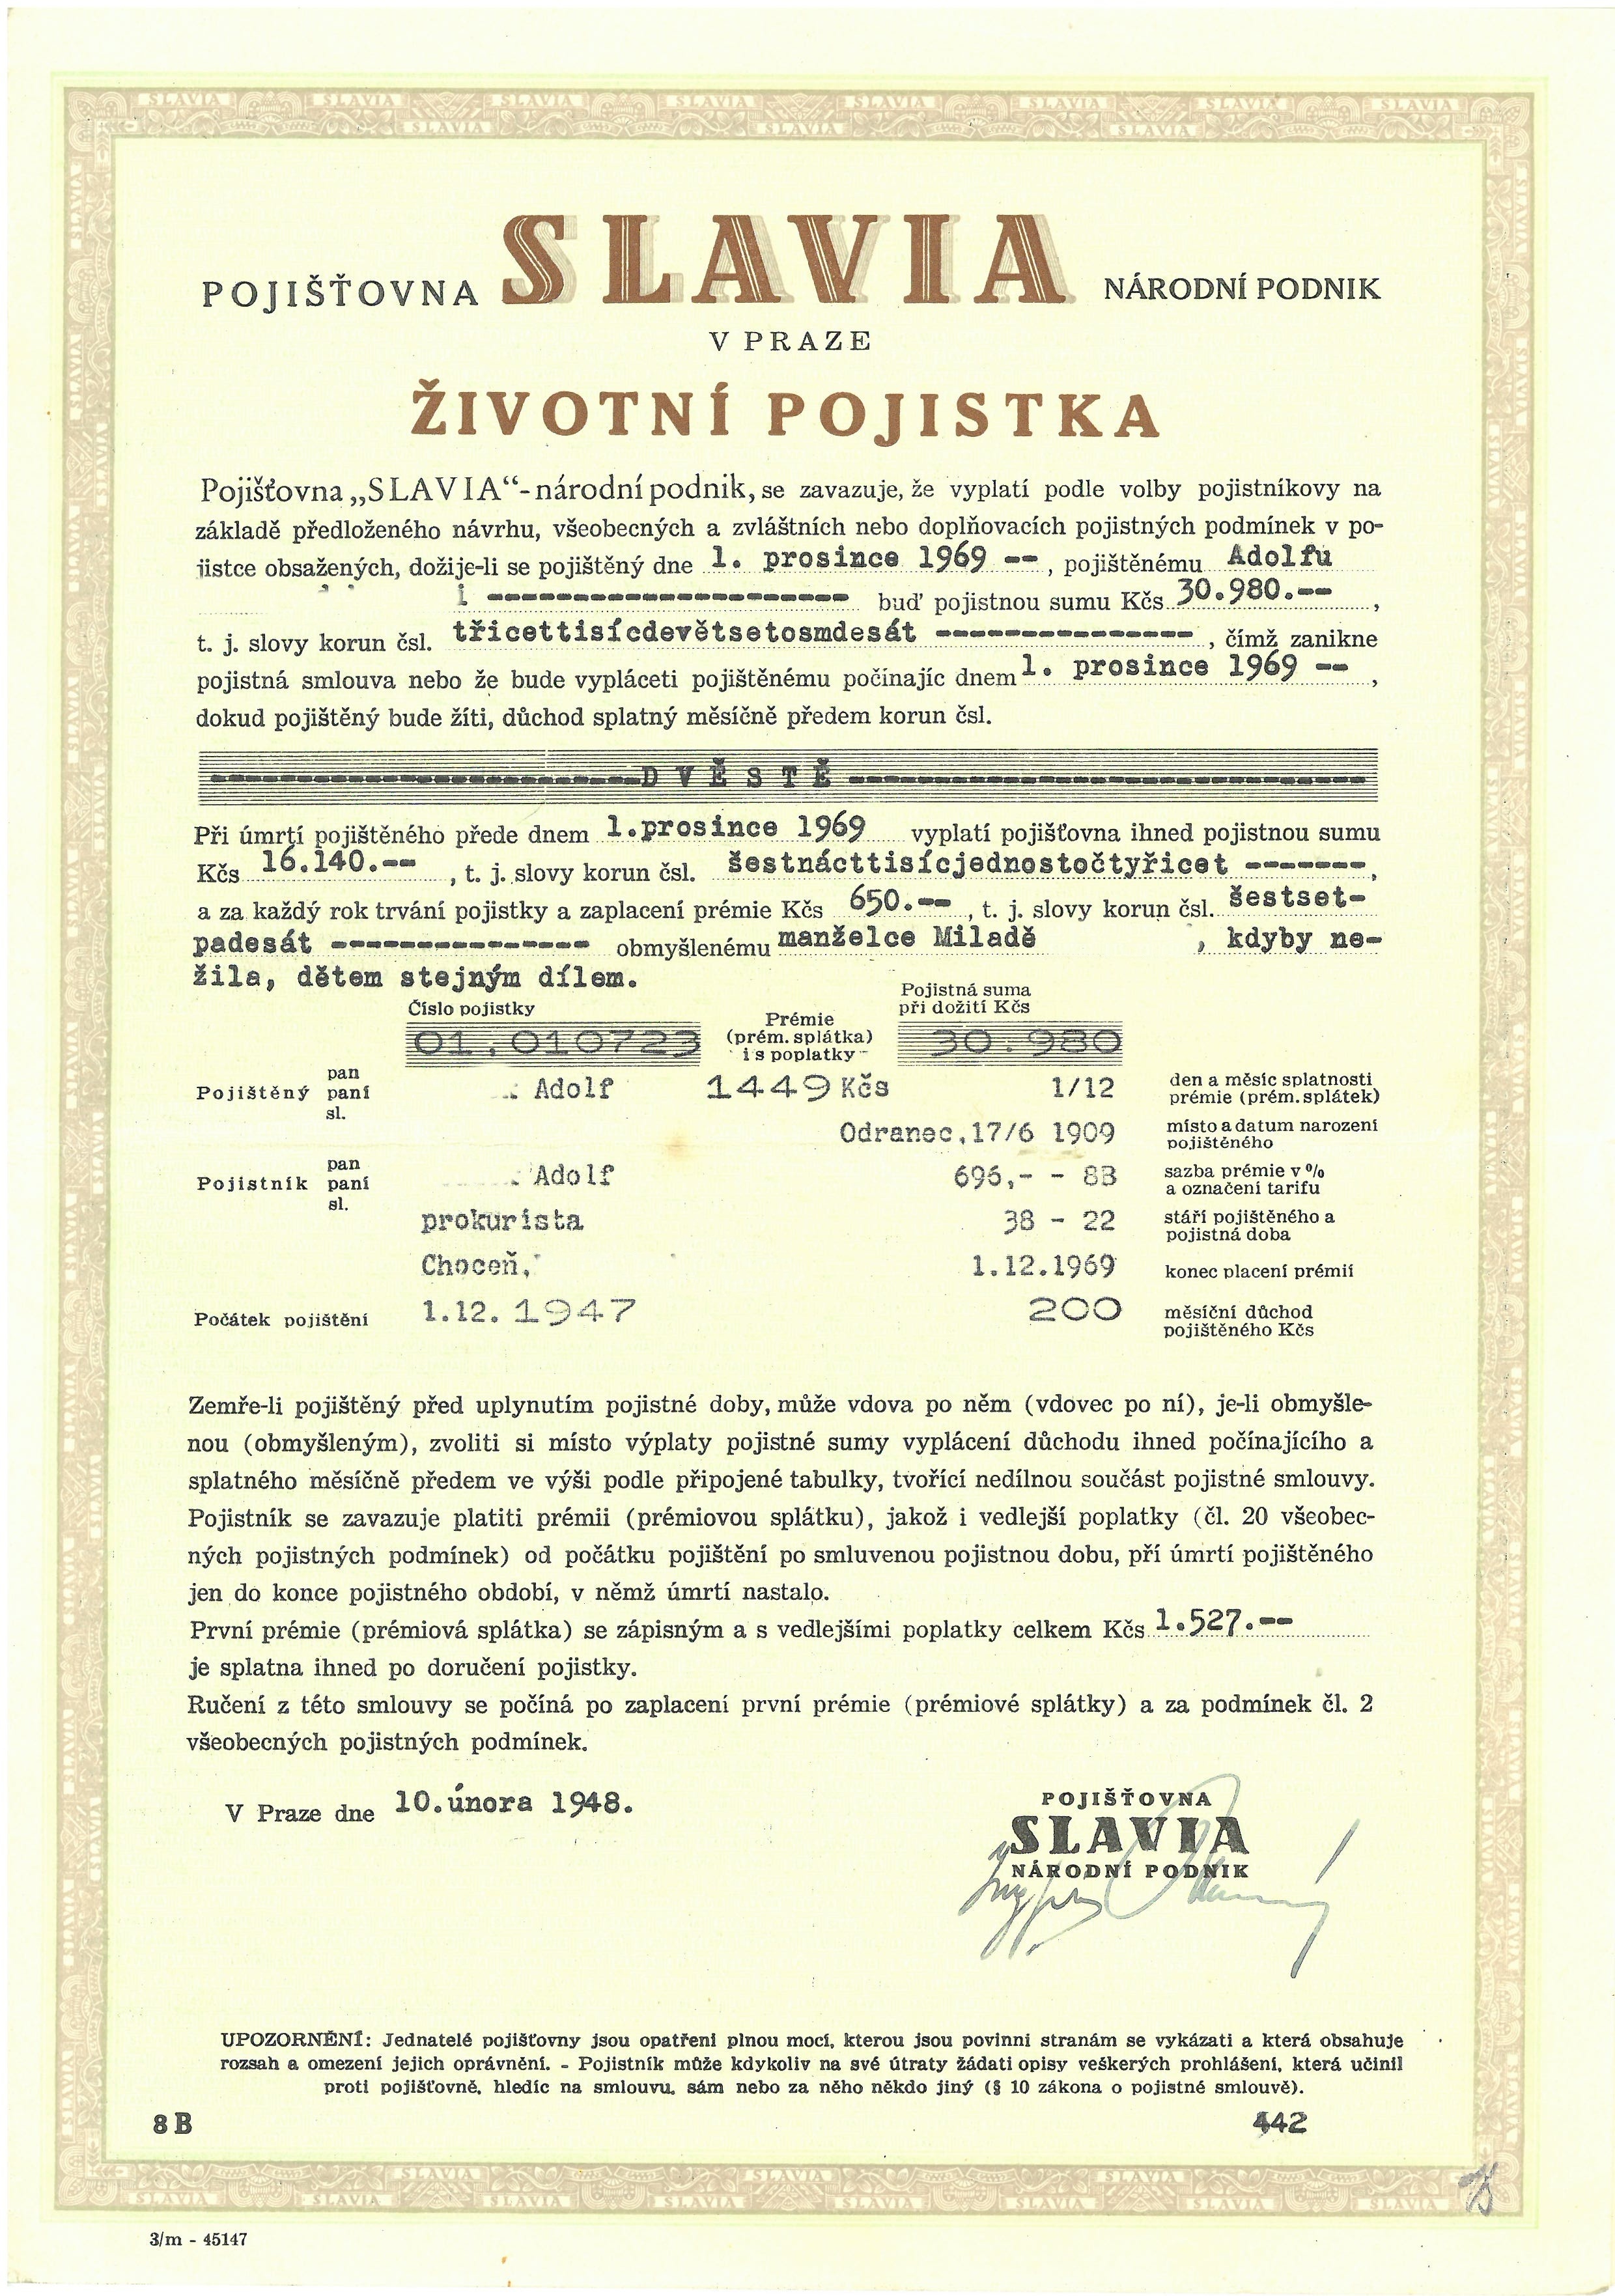 POJIŠŤOVNA SLAVIA NÁRODNÍ PODNIK
V PRAZE
ŽIVOTNÍ POJISTKA
Pojišťovna „SLAVIA“ - národní podnik, se zavazuje, že vyplatí podle volby pojistníkovy na
základě předloženého návrhu, všeobecných a zvláštních nebo doplňovacích pojistných podmínek v po-
jistce obsažených, dožije-li se pojištěný dne 1. prosince 1969 --, pojištěnému Adolfu
i -------------------- buď pojistnou sumu Kčs 30.980.-- ,
t. j. slovy korun čsl. třicettisícdevětsetosmdesát --------------- , čímž zanikne
pojistná smlouva nebo že bude vypláceti pojištěnému počínajíc dnem 1. prosince 1969 -- ,
dokud pojištěný bude žíti, důchod splatný měsíčně předem korun čsl.
-------------------------DVĚSTĚ------------------------------
Při úmrtí pojištěného přede dnem 1.prosince 1969 vyplatí pojišťovna ihned pojistnou sumu
Kčs 16.140.-- , t. j. slovy korun čsl. šestnácttisícjednostočtyřicet -------,
a za každý rok trvání pojistky a zaplacení prémie Kčs 650.-- , t. j. slovy korun čsl. šestset-
padesát --------------- obmyšlenému manželce Miladě , kdyby ne-
žila, dětem stejným dílem.
Číslo pojistky Prémie (prém. splátka) i s poplatky Pojistná suma při dožití Kčs
01.010723 30.980
Pojištěný pan paní sl. Adolf 1449 Kčs 1/12 den a měsíc splatnosti prémie (prém. splátek)
Odranec, 17/6 1909 místo a datum narození pojištěného
Pojistník pan paní sl. Adolf 696,- - 8B sazba prémie v % a označení tarifu
prokurista 38 - 22 stáří pojištěného a pojistná doba
Choceň, 1.12.1969 konec placení prémií
Počátek pojištění 1.12. 1947 200 měsíční důchod pojištěného Kčs
Zemře-li pojištěný před uplynutím pojistné doby, může vdova po něm (vdovec po ní), je-li obmyšle-
nou (obmyšleným), zvoliti si místo výplaty pojistné sumy vyplácení důchodu ihned počínajícího a
splatného měsíčně předem ve výši podle připojené tabulky, tvořící nedílnou součást pojistné smlouvy.
Pojistník se zavazuje platiti prémii (prémiovou splátku), jakož i vedlejší poplatky (čl. 20 všeobec-
ných pojistných podmínek) od počátku pojištění po smluvenou pojistnou dobu, pří úmrtí pojištěného
jen do konce pojistného období, v němž úmrtí nastalo.
První prémie (prémiová splátka) se zápisným a s vedlejšími poplatky celkem Kčs 1.527.--
je splatna ihned po doručení pojistky.
Ručení z této smlouvy se počíná po zaplacení první prémie (prémiové splátky) a za podmínek čl. 2
všeobecných pojistných podmínek.
V Praze dne 10.února 1948.
POJIŠŤOVNA
SLAVIA
NÁRODNÍ PODNIK
UPOZORNĚNÍ: Jednatelé pojišťovny jsou opatřeni plnou mocí, kterou jsou povinni stranám se vykázati a která obsahuje
rozsah a omezení jejich oprávnění. - Pojistník může kdykoliv na své útraty žádati opisy veškerých prohlášení, která učinil
proti pojišťovně, hledíc na smlouvu, sám nebo za něho někdo jiný (§ 10 zákona o pojistné smlouvě).
8 B 442
3/m - 45147